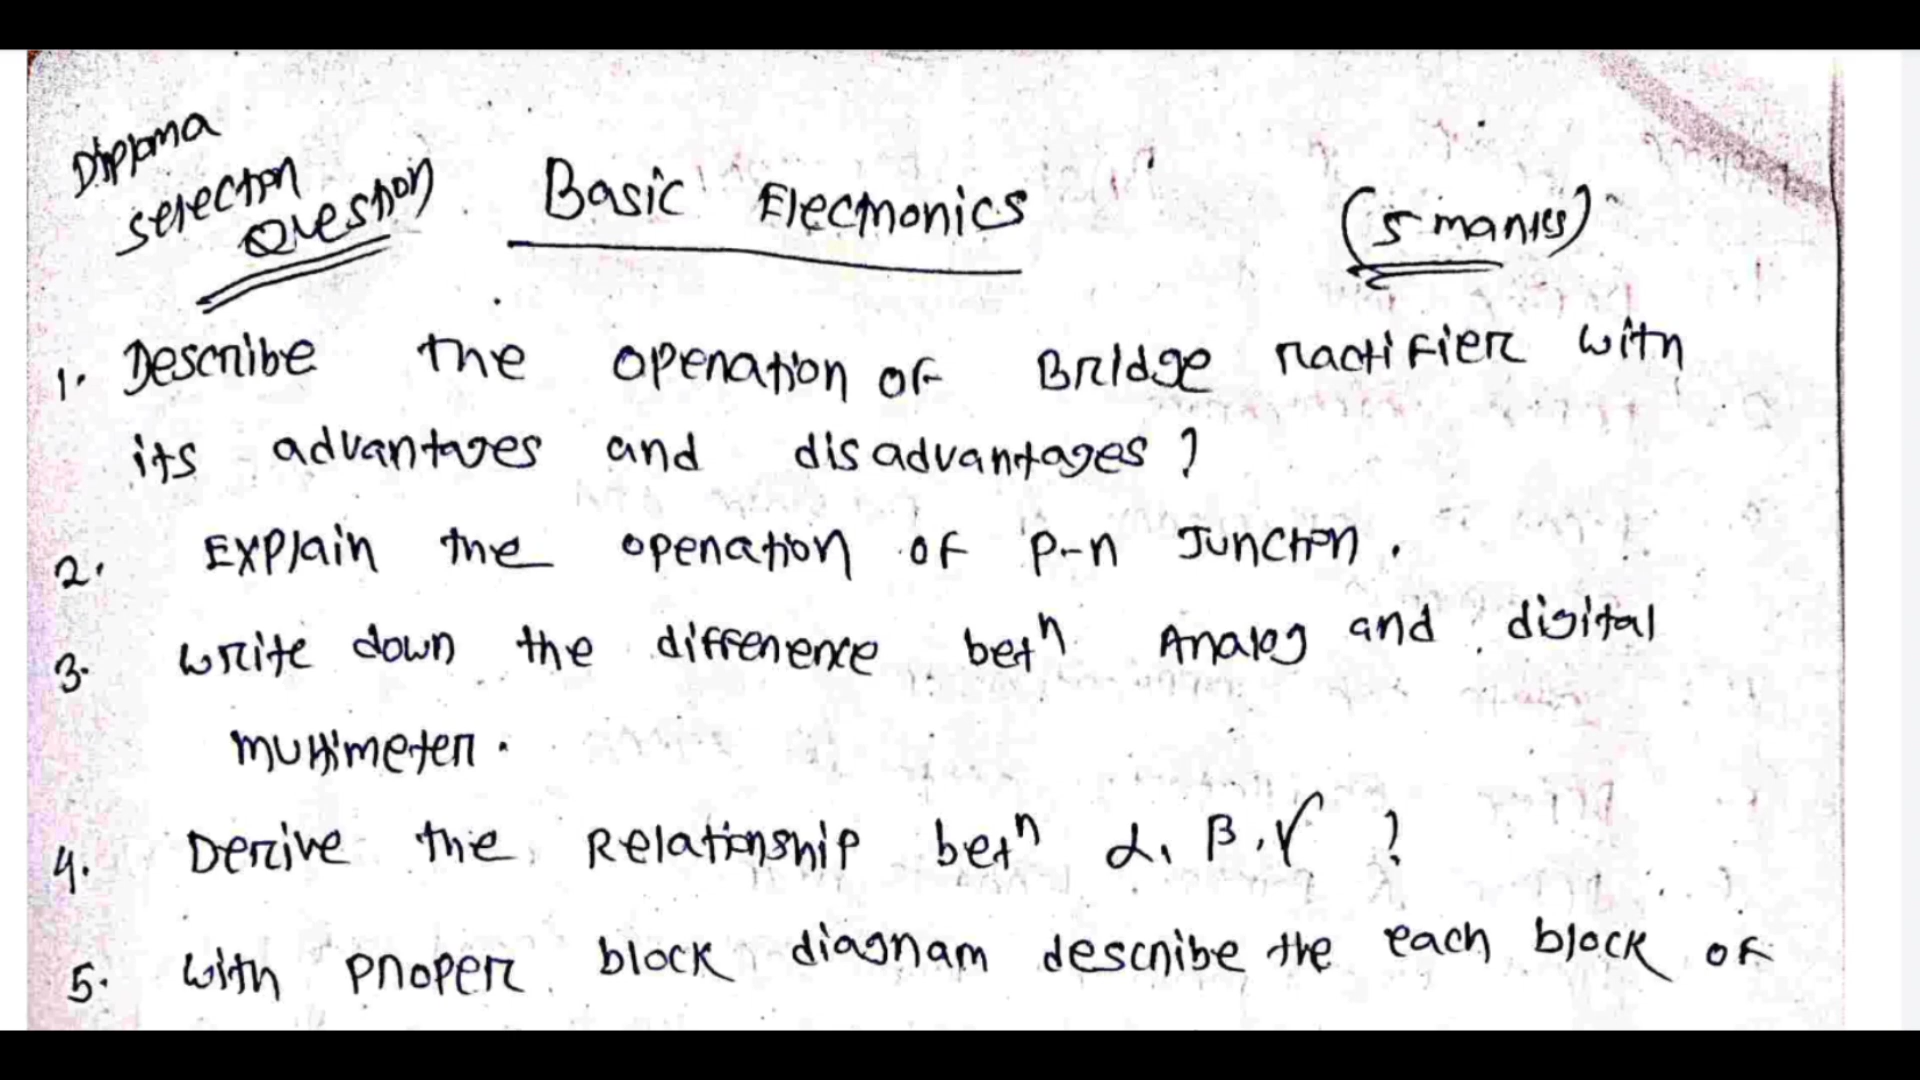 Diploma
selection
Question
Basic Electronics
(5 marks)
1. Describe the operation of Bridge ractifier with
its advantages and disadvantages?
2. Explain the operation of p-n Junction.
3. write down the difference betn Analog and digital
multimeter.
4. Derive the Relationship betn α, β, γ ?
5. with proper block diagram describe the each block of